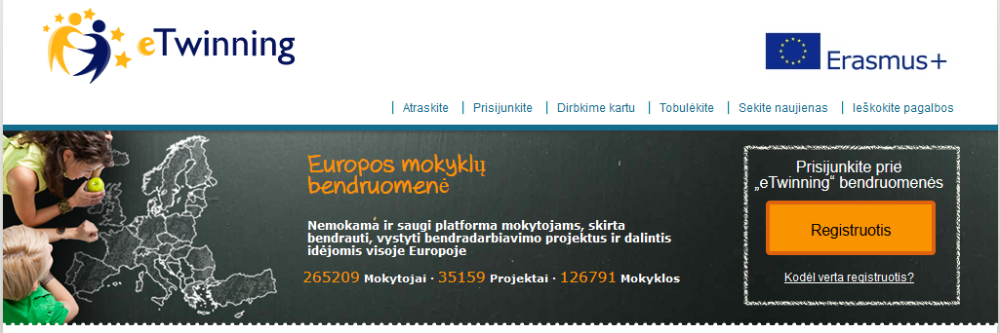 eTwinning
Erasmus+
Atraskite
Prisijunkite
Dirbkime kartu
Tobulėkite
Sekite naujienas
Ieškokite pagalbos
Europos mokyklų
bendruomenė
Nemokama ir saugi platforma mokytojams, skirta
bendrauti, vystyti bendradarbiavimo projektus ir dalintis
idėjomis visoje Europoje
265209 Mokytojai · 35159 Projektai · 126791 Mokyklos
Prisijunkite prie
„eTwinning“ bendruomenės
Registruotis
Kodėl verta registruotis?